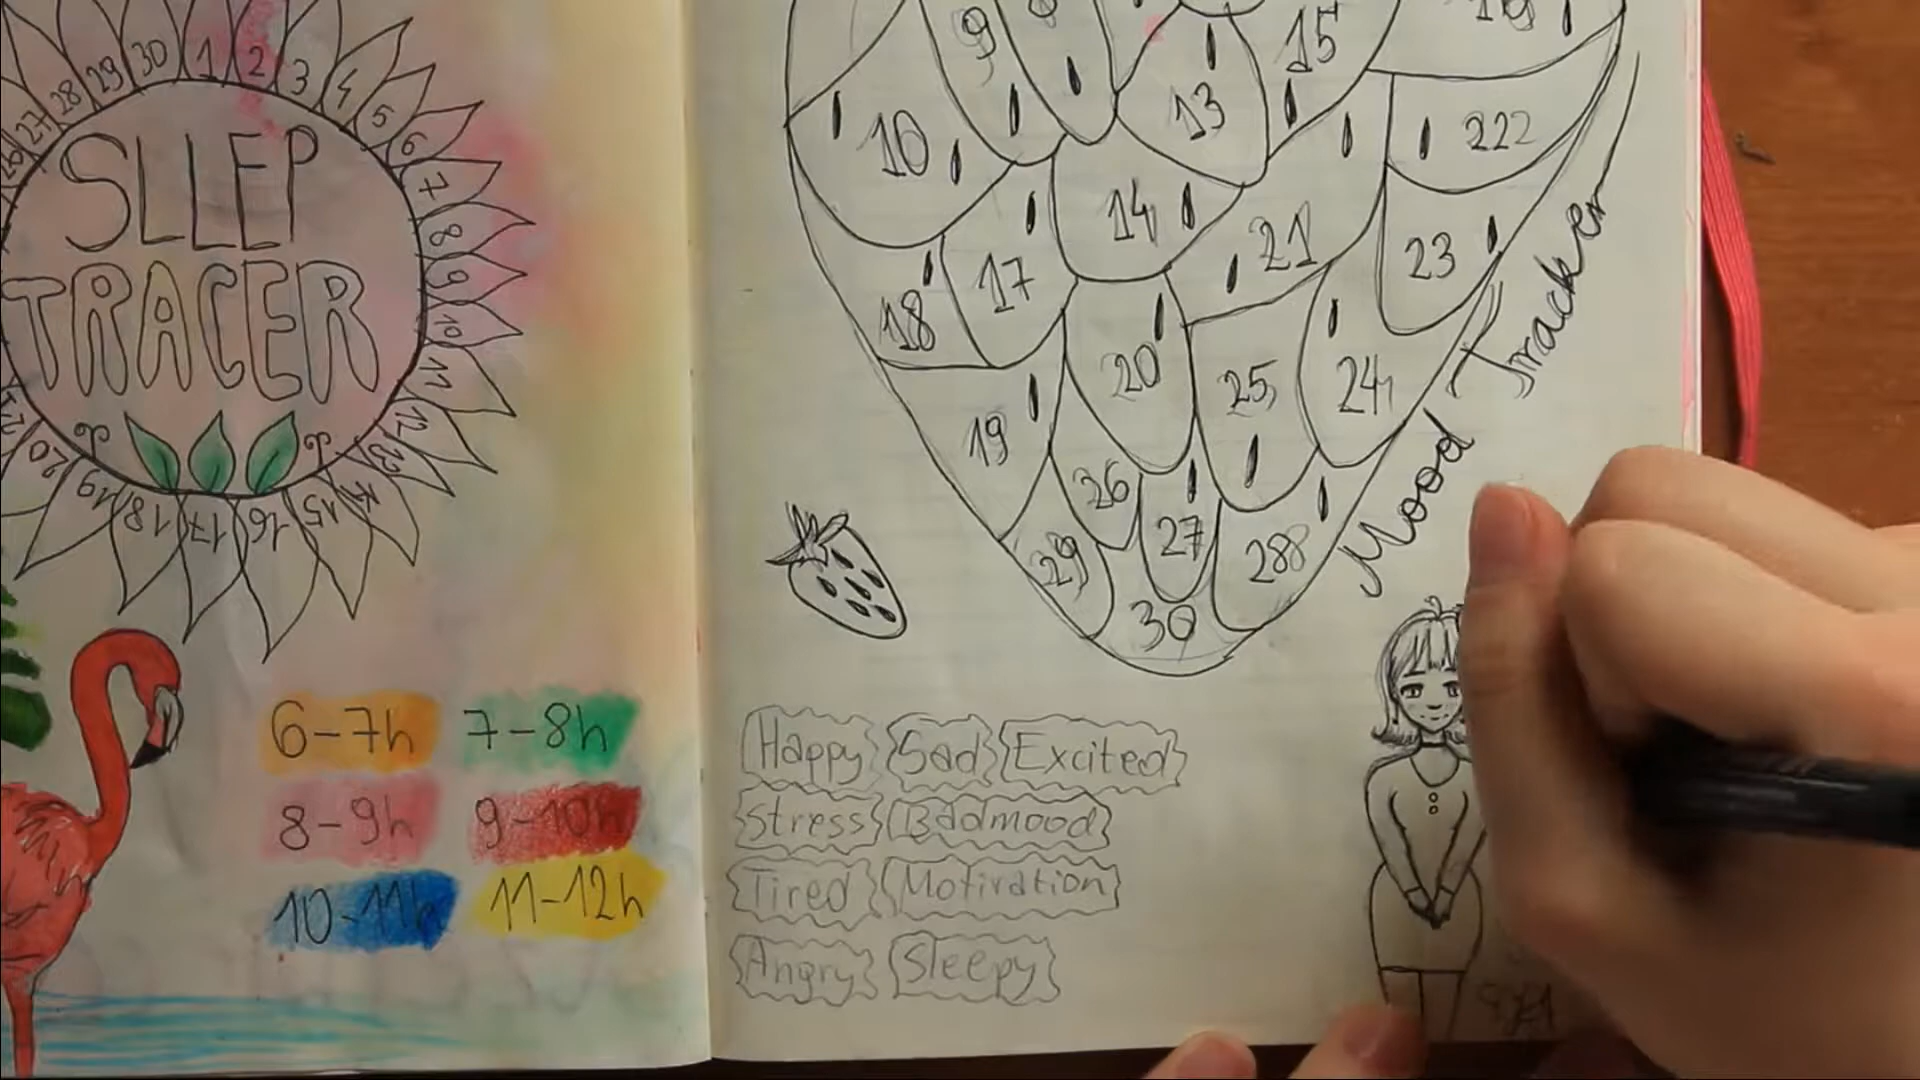 30 1 2 3 4 5 6 7 8 9 10 11 12 13 14 15 16 17 18 19 20
27 28 29
SLLEP
TRACER
6-7h 7-8h
8-9h 9-10h
10-11h 11-12h
9 15
10 13 222
14 21 23
18 17
20 25 24
19
26 27 288
29
30
Mood Tracker
Happy Sad Excited
Stress Badmood
Tired Motivation
Angry Sleepy